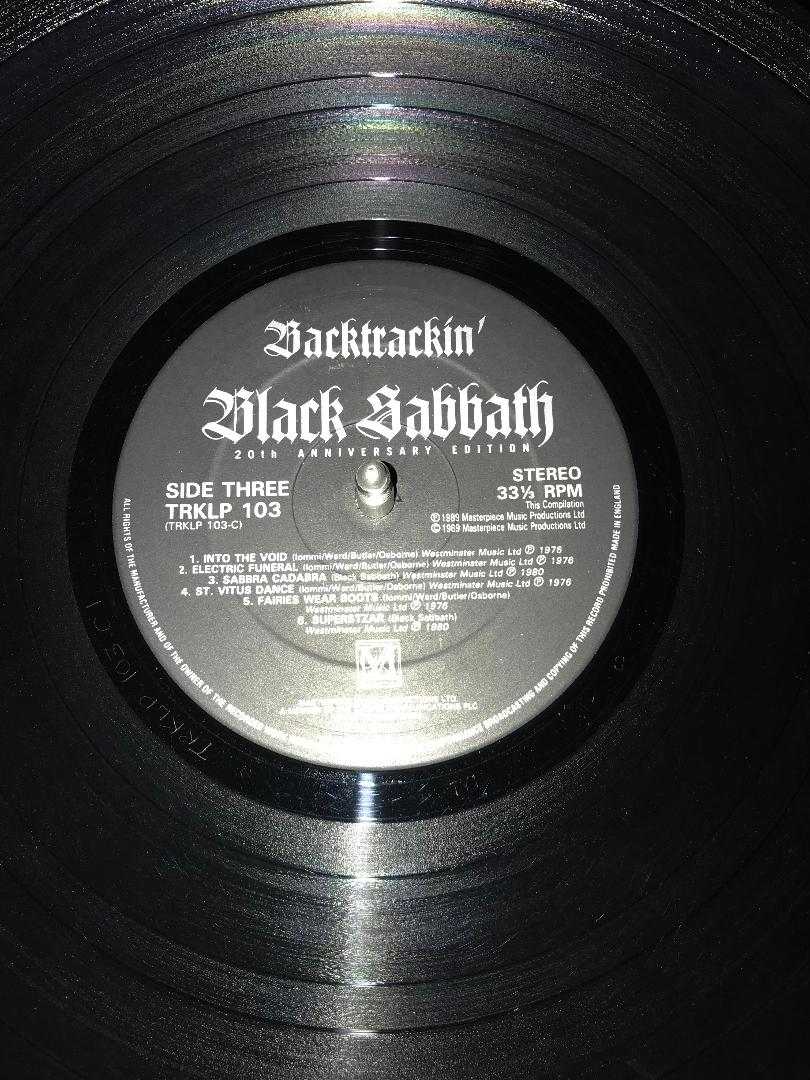 Backtrackin'
Black Sabbath
20th ANNIVERSARY EDITION
SIDE THREE
TRKLP 103
(TRKLP 103-C)
STEREO
33⅓ RPM
This Compilation
Ⓟ 1989 Masterpiece Music Productions Ltd
© 1989 Masterpiece Music Productions Ltd
1. INTO THE VOID (Iommi/Ward/Butler/Osborne) Westminster Music Ltd Ⓟ 1976
2. ELECTRIC FUNERAL (Iommi/Ward/Butler/Osborne) Westminster Music Ltd Ⓟ 1976
3. SABBRA CADABRA (Black Sabbath) Westminster Music Ltd Ⓟ 1980
4. ST. VITUS DANCE (Iommi/Ward/Butler/Osborne) Westminster Music Ltd Ⓟ 1976
5. FAIRIES WEAR BOOTS (Iommi/Ward/Butler/Osborne)
Westminster Music Ltd Ⓟ 1976
6. SUPERSTZAR (Black Sabbath)
Westminster Music Ltd Ⓟ 1980
ALL RIGHTS OF THE MANUFACTURER AND OF THE OWNER OF THE RECORDED
BROADCASTING AND COPYING OF THIS RECORD PROHIBITED MADE IN ENGLAND
TRKLP 103 C 1